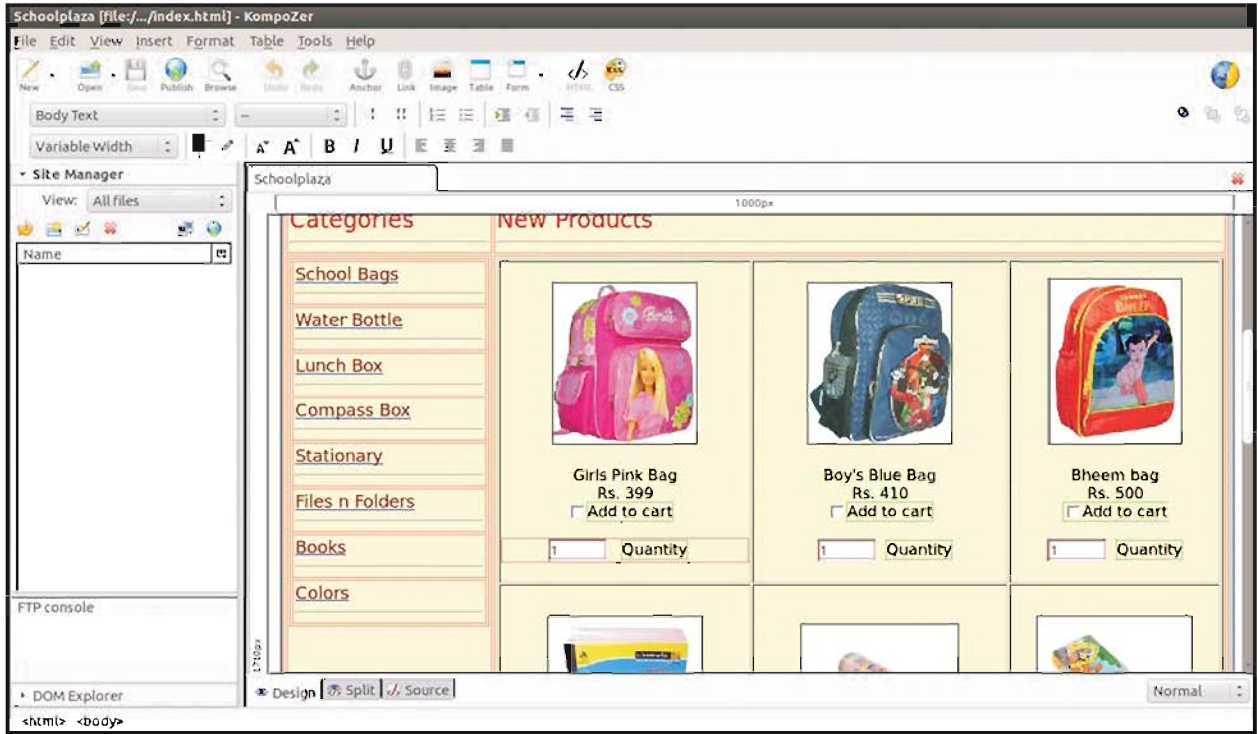 Schoolplaza [file:/.../index.html] - KompoZer
File Edit View Insert Format Table Tools Help
New Open Save Publish Browse Undo Redo Anchor Link Image Table Form HTML CSS
Body Text
Variable Width
B I U
Site Manager
View: All files
Name
Schoolplaza
1000px
Categories
New Products
School Bags
Water Bottle
Lunch Box
Compass Box
Stationary
Files n Folders
Books
Colors
Girls Pink Bag
Rs. 399
Add to cart
1 Quantity
Boy's Blue Bag
Rs. 410
Add to cart
1 Quantity
Bheem bag
Rs. 500
Add to cart
1 Quantity
FTP console
1710px
DOM Explorer
Design Split Source
Normal
<html> <body>